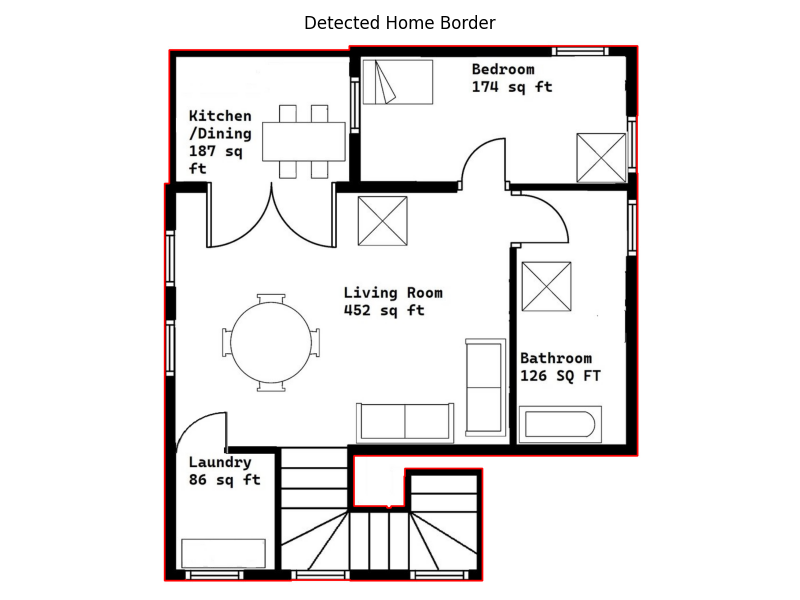 Detected Home Border
Bedroom
174 sq ft
Kitchen
/Dining
187 sq
ft
Living Room
452 sq ft
Bathroom
126 SQ FT
Laundry
86 sq ft